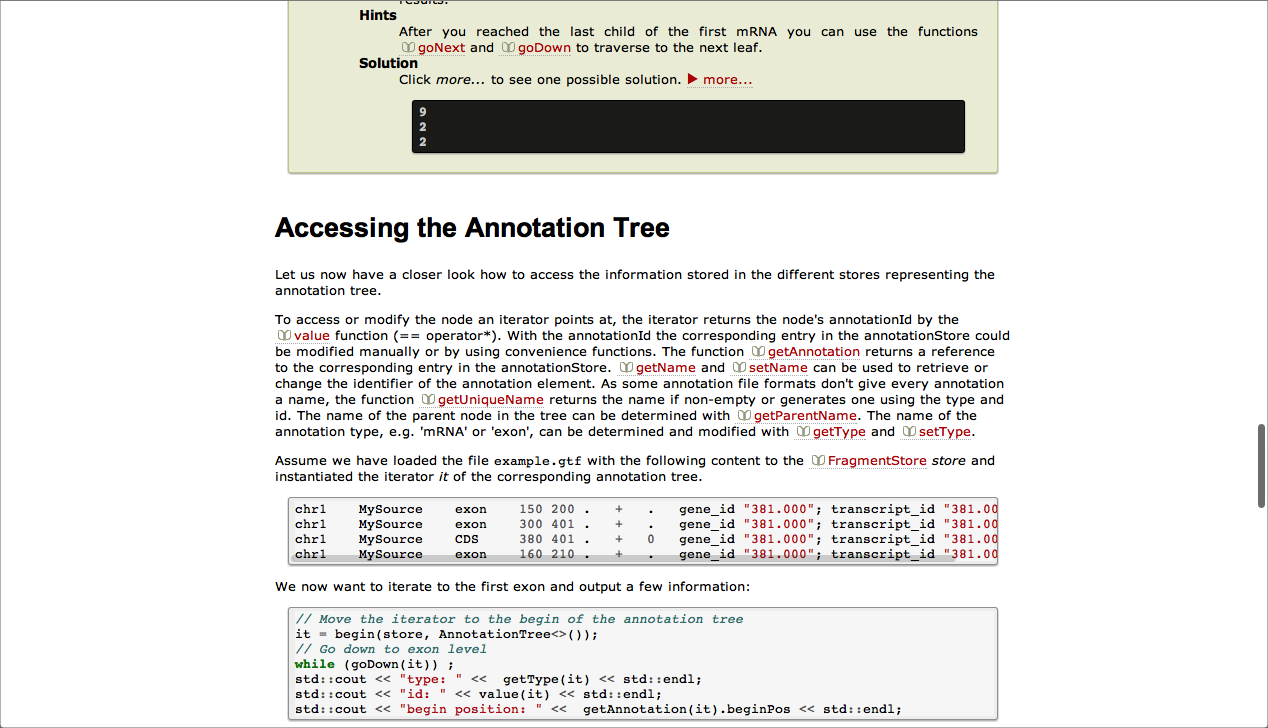 results.
Hints
After you reached the last child of the first mRNA you can use the functions
goNext and goDown to traverse to the next leaf.
Solution
Click more... to see one possible solution. ▶ more...
9
2
2
Accessing the Annotation Tree
Let us now have a closer look how to access the information stored in the different stores representing the
annotation tree.
To access or modify the node an iterator points at, the iterator returns the node's annotationId by the
value function (== operator*). With the annotationId the corresponding entry in the annotationStore could
be modified manually or by using convenience functions. The function getAnnotation returns a reference
to the corresponding entry in the annotationStore. getName and setName can be used to retrieve or
change the identifier of the annotation element. As some annotation file formats don't give every annotation
a name, the function getUniqueName returns the name if non-empty or generates one using the type and
id. The name of the parent node in the tree can be determined with getParentName. The name of the
annotation type, e.g. 'mRNA' or 'exon', can be determined and modified with getType and setType.
Assume we have loaded the file example.gtf with the following content to the FragmentStore store and
instantiated the iterator it of the corresponding annotation tree.
chr1 MySource exon 150 200 . + . gene_id "381.000"; transcript_id "381.00
chr1 MySource exon 300 401 . + . gene_id "381.000"; transcript_id "381.00
chr1 MySource CDS 380 401 . + 0 gene_id "381.000"; transcript_id "381.00
chr1 MySource exon 160 210 . + . gene_id "381.000"; transcript_id "381.00
We now want to iterate to the first exon and output a few information:
// Move the iterator to the begin of the annotation tree
it = begin(store, AnnotationTree<>());
// Go down to exon level
while (goDown(it)) ;
std::cout << "type: " << getType(it) << std::endl;
std::cout << "id: " << value(it) << std::endl;
std::cout << "begin position: " << getAnnotation(it).beginPos << std::endl;